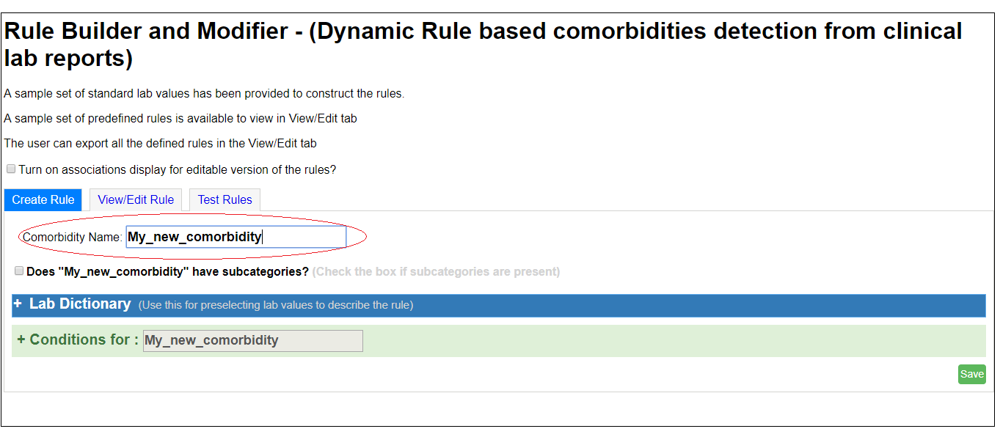 Rule Builder and Modifier - (Dynamic Rule based comorbidities detection from clinical
lab reports)
A sample set of standard lab values has been provided to construct the rules.
A sample set of predefined rules is available to view in View/Edit tab
The user can export all the defined rules in the View/Edit tab
Turn on associations display for editable version of the rules?
Create Rule View/Edit Rule Test Rules
Comorbidity Name: My_new_comorbidity
Does "My_new_comorbidity" have subcategories? (Check the box if subcategories are present)
+ Lab Dictionary (Use this for preselecting lab values to describe the rule)
+ Conditions for : My_new_comorbidity
Save